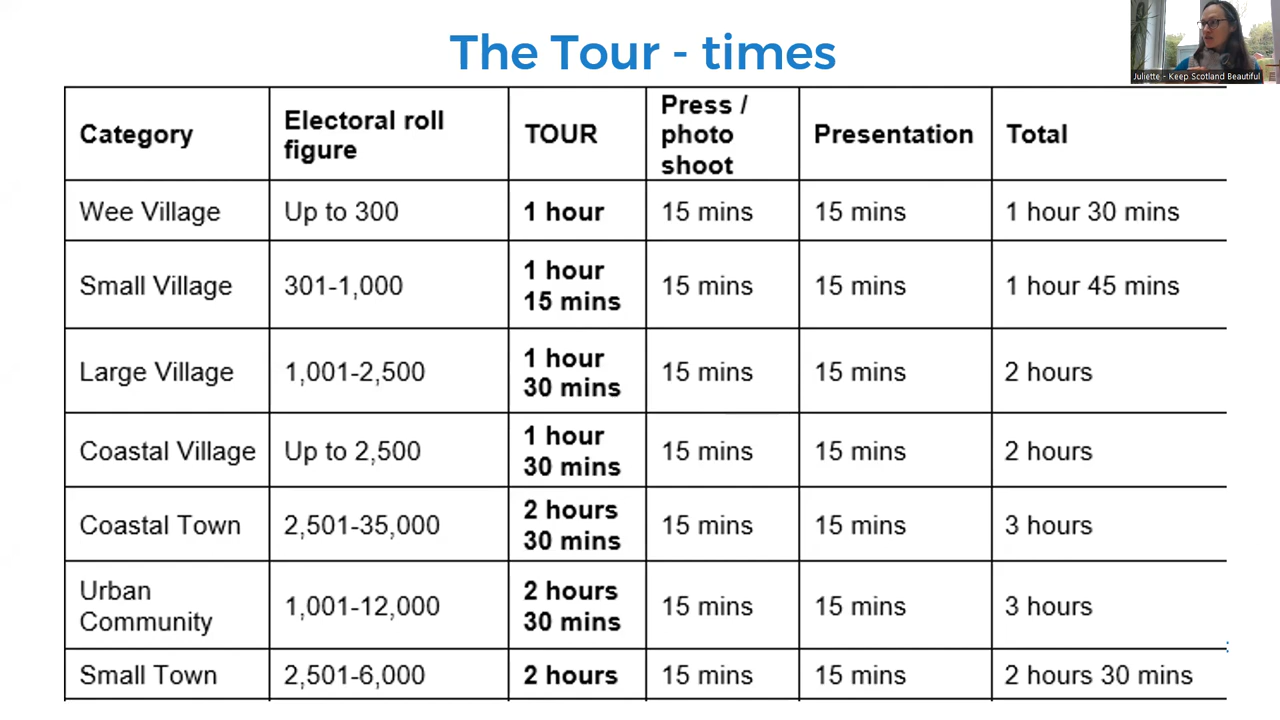 The Tour - times
Juliette - Keep Scotland Beautiful
Category
Electoral roll
figure
TOUR
Press /
photo
shoot
Presentation
Total
Wee Village
Up to 300
1 hour
15 mins
15 mins
1 hour 30 mins
Small Village
301-1,000
1 hour
15 mins
15 mins
15 mins
1 hour 45 mins
Large Village
1,001-2,500
1 hour
30 mins
15 mins
15 mins
2 hours
Coastal Village
Up to 2,500
1 hour
30 mins
15 mins
15 mins
2 hours
Coastal Town
2,501-35,000
2 hours
30 mins
15 mins
15 mins
3 hours
Urban
Community
1,001-12,000
2 hours
30 mins
15 mins
15 mins
3 hours
Small Town
2,501-6,000
2 hours
15 mins
15 mins
2 hours 30 mins